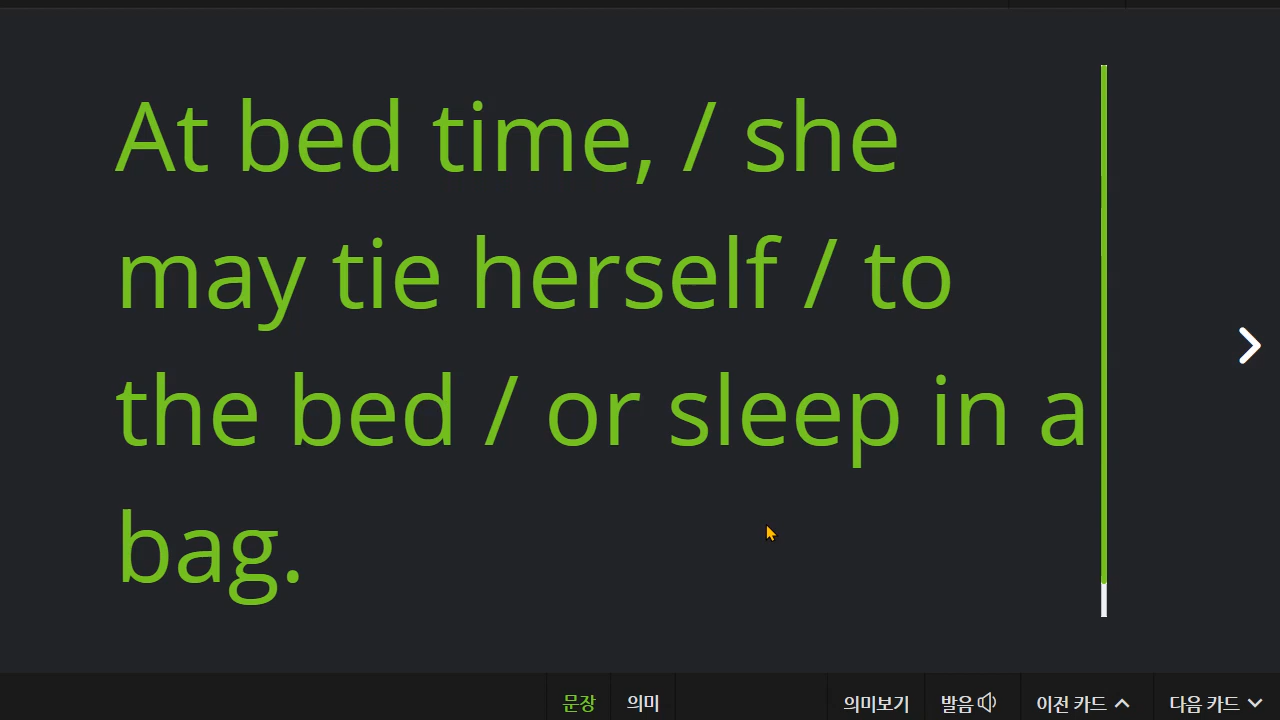 At bed time, / she
may tie herself / to
the bed / or sleep in a
bag.
문장 의미 의미보기 발음 이전 카드 다음 카드